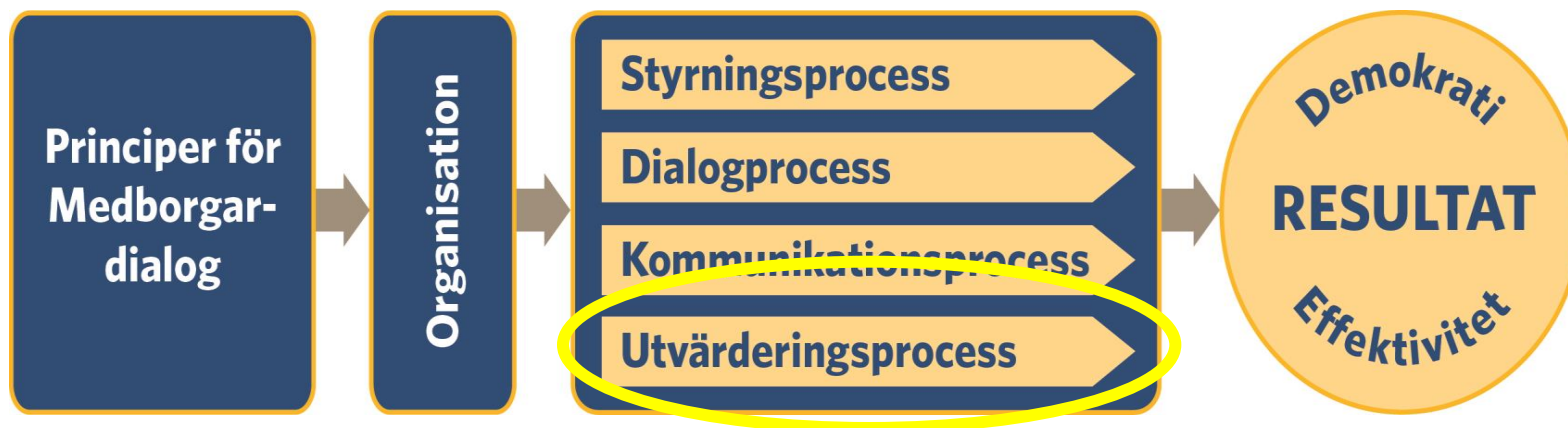 Principer för
Medborgar-
dialog
Organisation
Styrningsprocess
Dialogprocess
Kommunikationsprocess
Utvärderingsprocess
Demokrati
RESULTAT
Effektivitet